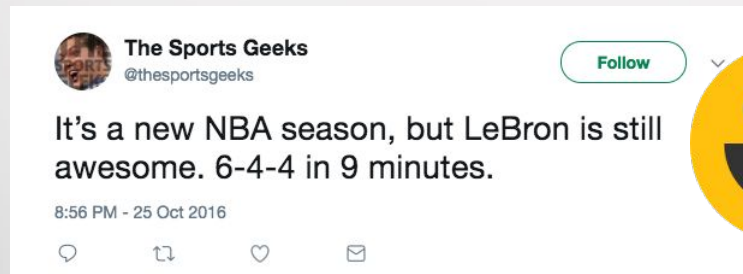 The Sports Geeks
@thesportsgeeks
Follow
It's a new NBA season, but LeBron is still
awesome. 6-4-4 in 9 minutes.
8:56 PM - 25 Oct 2016